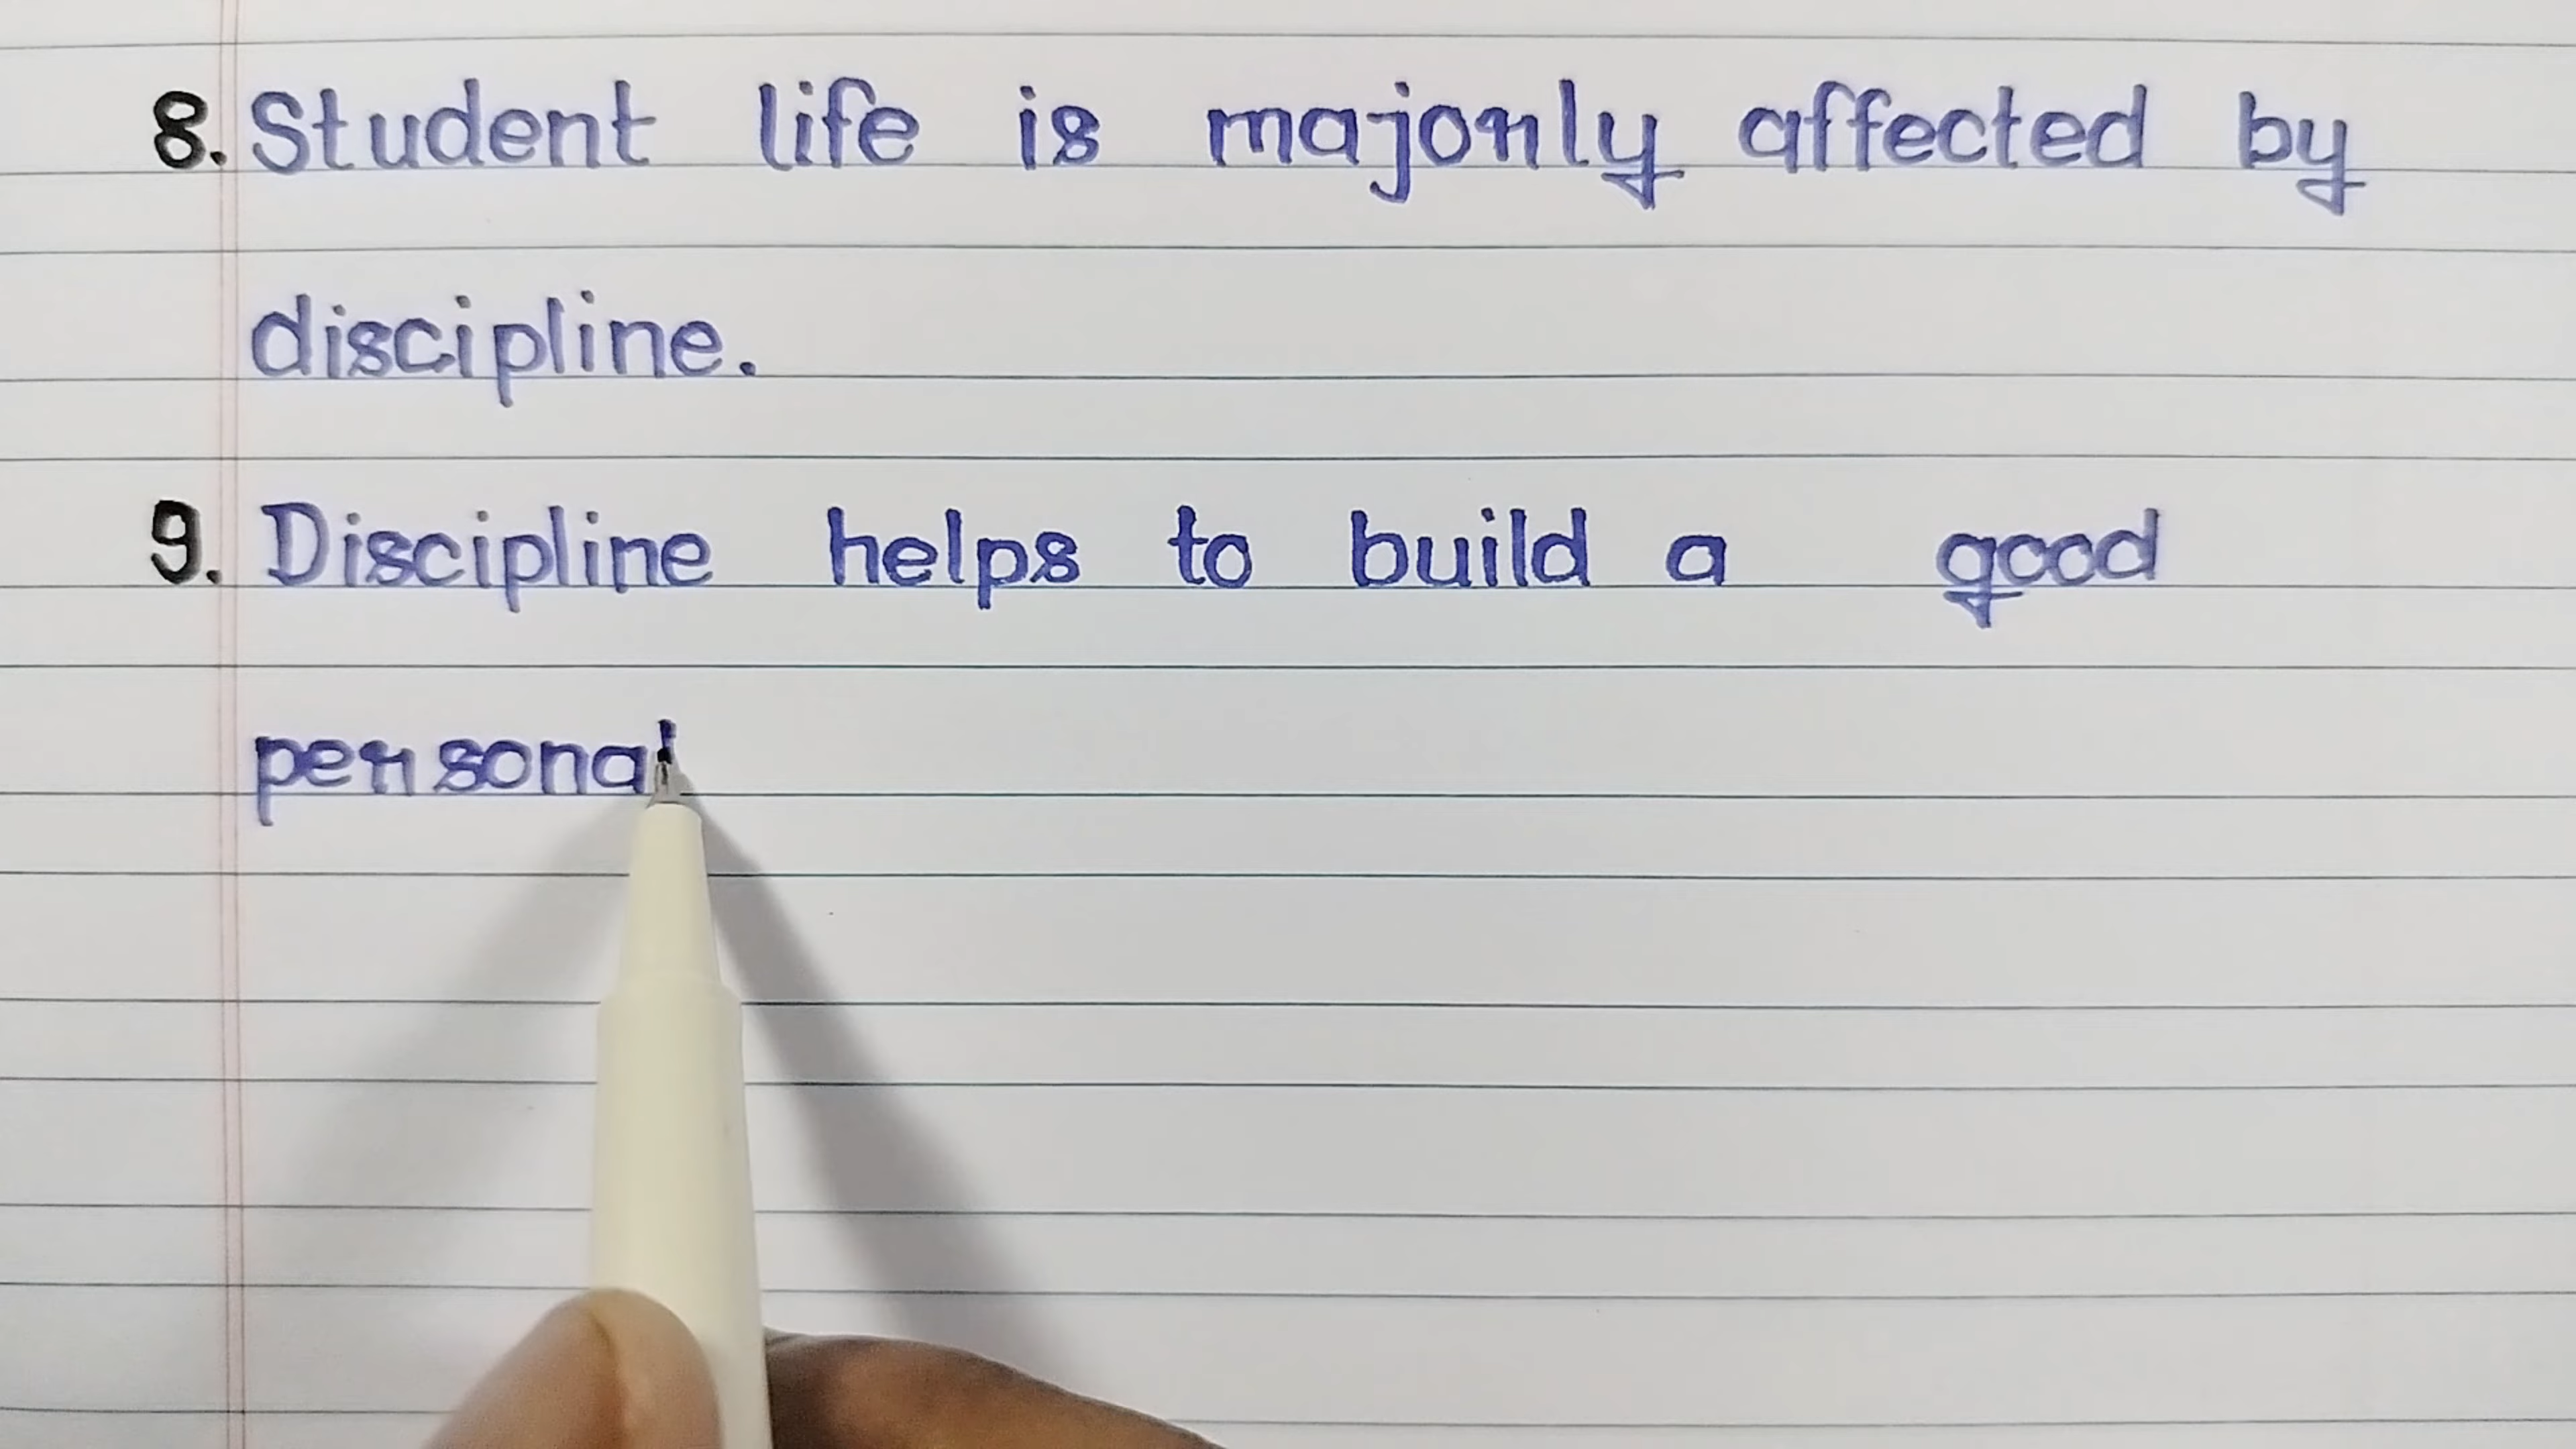 8. Student life is majorly affected by
discipline.
9. Discipline helps to build a good
personal